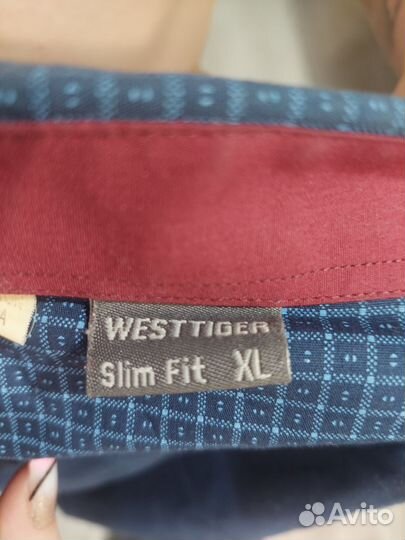 WESTTIGER
Slim Fit XL
A
Avito